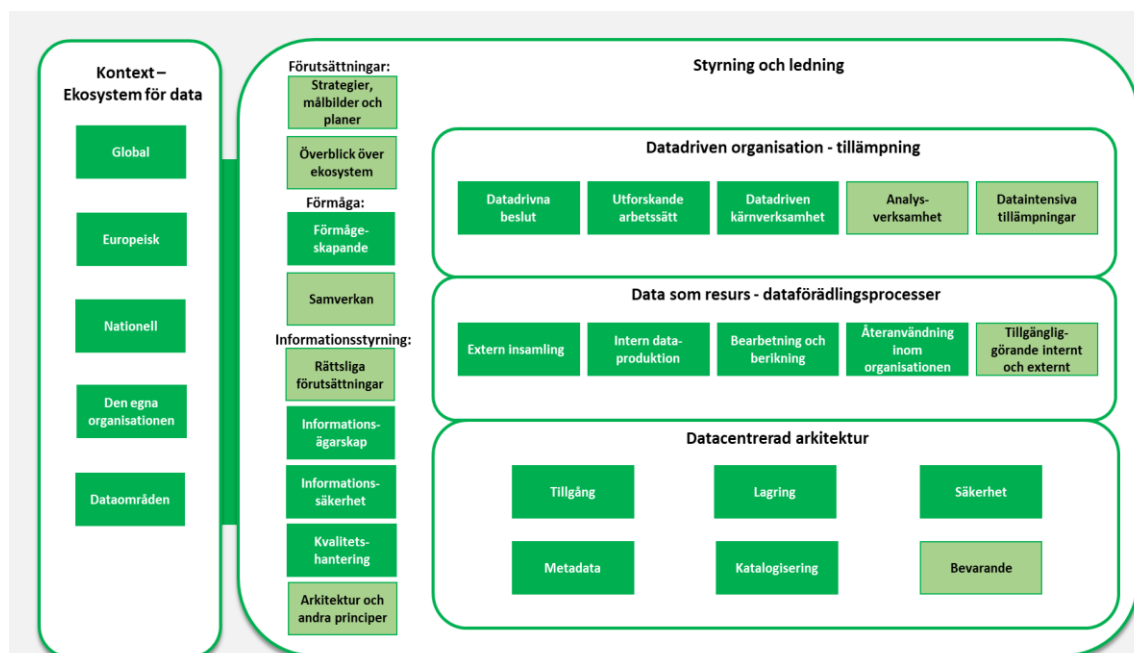 Kontext –
Ekosystem för data
Global
Europeisk
Nationell
Den egna
organisationen
Dataområden
Förutsättningar:
Strategier,
målbilder och
planer
Överblick över
ekosystem
Förmåga:
Förmåge-
skapande
Samverkan
Informationsstyrning:
Rättsliga
förutsättningar
Informations-
ägarskap
Informations-
säkerhet
Kvalitets-
hantering
Arkitektur och
andra principer
Styrning och ledning
Datadriven organisation - tillämpning
Datadrivna
beslut
Utforskande
arbetssätt
Datadriven
kärnverksamhet
Analys-
verksamhet
Dataintensiva
tillämpningar
Data som resurs - dataförädlingsprocesser
Extern insamling
Intern data-
produktion
Bearbetning och
berikning
Återanvändning
inom
organisationen
Tillgänglig-
görande internt
och externt
Datacentrerad arkitektur
Tillgång
Lagring
Säkerhet
Metadata
Katalogisering
Bevarande